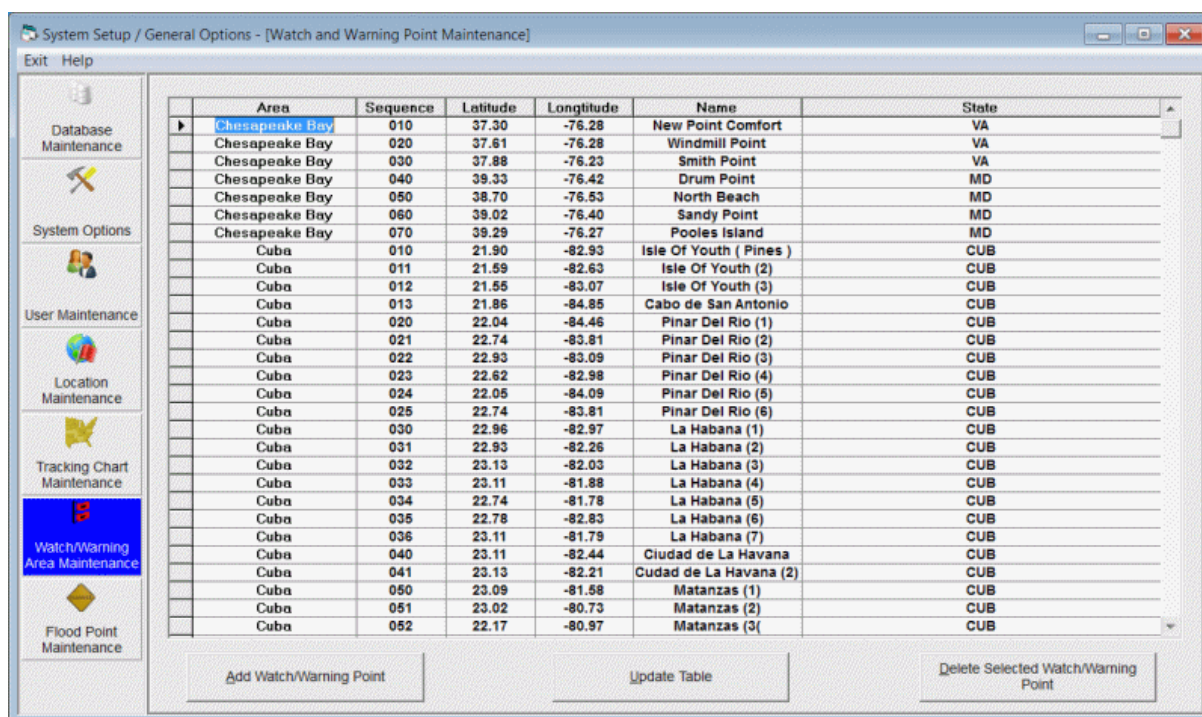 System Setup / General Options - [Watch and Warning Point Maintenance]
Exit Help
Database
Maintenance
System Options
User Maintenance
Location
Maintenance
Tracking Chart
Maintenance
Watch/Warning
Area Maintenance
Flood Point
Maintenance
Area Sequence Latitude Longtitude Name State
Chesapeake Bay 010 37.30 -76.28 New Point Comfort VA
Chesapeake Bay 020 37.61 -76.28 Windmill Point VA
Chesapeake Bay 030 37.88 -76.23 Smith Point VA
Chesapeake Bay 040 39.33 -76.42 Drum Point MD
Chesapeake Bay 050 38.70 -76.53 North Beach MD
Chesapeake Bay 060 39.02 -76.40 Sandy Point MD
Chesapeake Bay 070 39.29 -76.27 Pooles Island MD
Cuba 010 21.90 -82.93 Isle Of Youth ( Pines ) CUB
Cuba 011 21.59 -82.63 Isle Of Youth (2) CUB
Cuba 012 21.55 -83.07 Isle Of Youth (3) CUB
Cuba 013 21.86 -84.85 Cabo de San Antonio CUB
Cuba 020 22.04 -84.46 Pinar Del Rio (1) CUB
Cuba 021 22.74 -83.81 Pinar Del Rio (2) CUB
Cuba 022 22.93 -83.09 Pinar Del Rio (3) CUB
Cuba 023 22.62 -82.98 Pinar Del Rio (4) CUB
Cuba 024 22.05 -84.09 Pinar Del Rio (5) CUB
Cuba 025 22.74 -83.81 Pinar Del Rio (6) CUB
Cuba 030 22.96 -82.97 La Habana (1) CUB
Cuba 031 22.93 -82.26 La Habana (2) CUB
Cuba 032 23.13 -82.03 La Habana (3) CUB
Cuba 033 23.11 -81.88 La Habana (4) CUB
Cuba 034 22.74 -81.78 La Habana (5) CUB
Cuba 035 22.78 -82.83 La Habana (6) CUB
Cuba 036 23.11 -81.79 La Habana (7) CUB
Cuba 040 23.11 -82.44 Ciudad de La Havana CUB
Cuba 041 23.13 -82.21 Cudad de La Havana (2) CUB
Cuba 050 23.09 -81.58 Matanzas (1) CUB
Cuba 051 23.02 -80.73 Matanzas (2) CUB
Cuba 052 22.17 -80.97 Matanzas (3( CUB
Add Watch/Warning Point
Update Table
Delete Selected Watch/Warning
Point